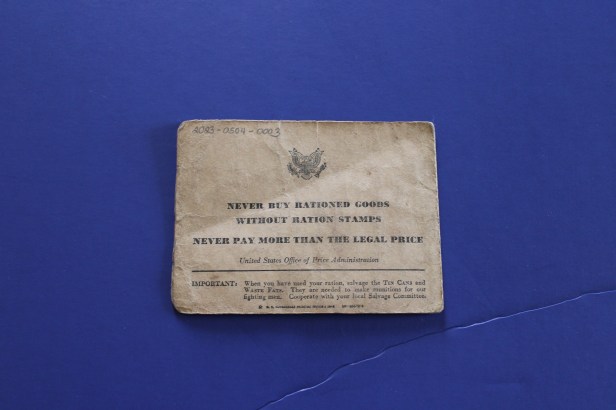 2023-0504-0003
NEVER BUY RATIONED GOODS
WITHOUT RATION STAMPS
NEVER PAY MORE THAN THE LEGAL PRICE
United States Office of Price Administration
IMPORTANT: When you have used your ration, salvage the TIN CANS and
WASTE FATS. They are needed to make munitions for our
fighting men. Cooperate with your local Salvage Committee.